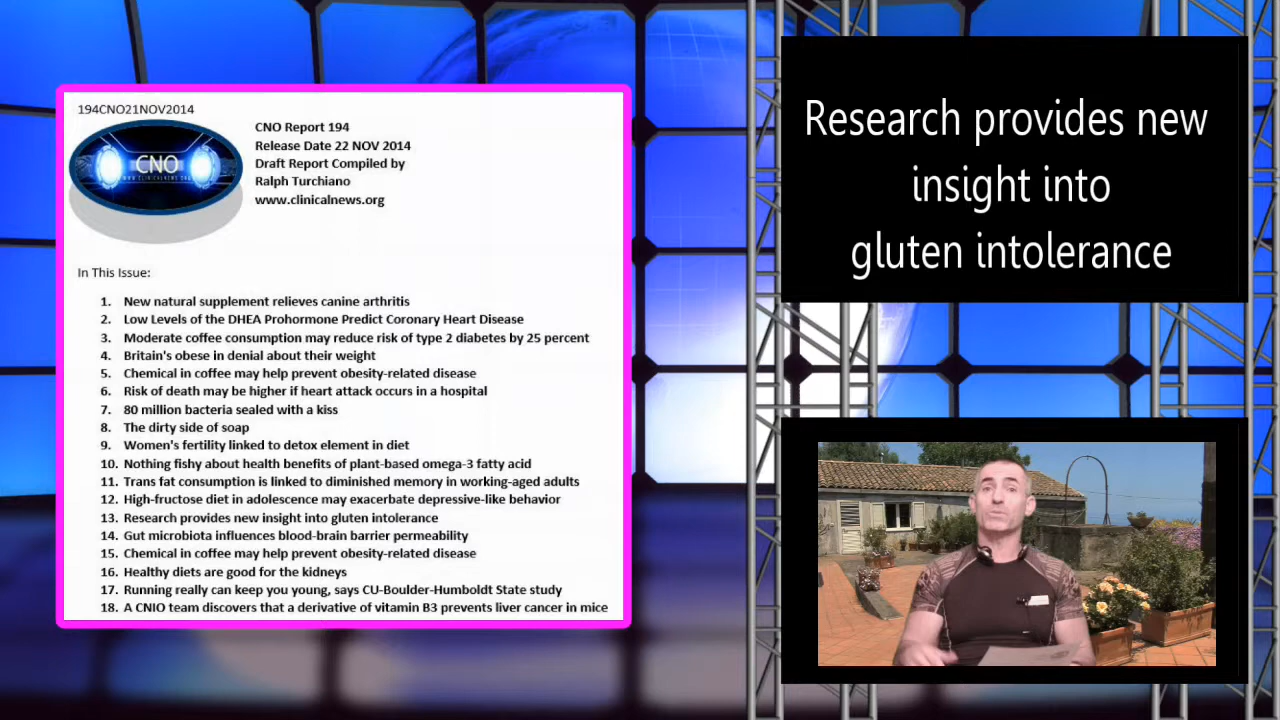 194CNO21NOV2014
CNO
WWW.CLINICALNEWS.ORG
CNO Report 194
Release Date 22 NOV 2014
Draft Report Compiled by
Ralph Turchiano
www.clinicalnews.org
In This Issue:
1. New natural supplement relieves canine arthritis
2. Low Levels of the DHEA Prohormone Predict Coronary Heart Disease
3. Moderate coffee consumption may reduce risk of type 2 diabetes by 25 percent
4. Britain's obese in denial about their weight
5. Chemical in coffee may help prevent obesity-related disease
6. Risk of death may be higher if heart attack occurs in a hospital
7. 80 million bacteria sealed with a kiss
8. The dirty side of soap
9. Women's fertility linked to detox element in diet
10. Nothing fishy about health benefits of plant-based omega-3 fatty acid
11. Trans fat consumption is linked to diminished memory in working-aged adults
12. High-fructose diet in adolescence may exacerbate depressive-like behavior
13. Research provides new insight into gluten intolerance
14. Gut microbiota influences blood-brain barrier permeability
15. Chemical in coffee may help prevent obesity-related disease
16. Healthy diets are good for the kidneys
17. Running really can keep you young, says CU-Boulder-Humboldt State study
18. A CNIO team discovers that a derivative of vitamin B3 prevents liver cancer in mice
Research provides new
insight into
gluten intolerance